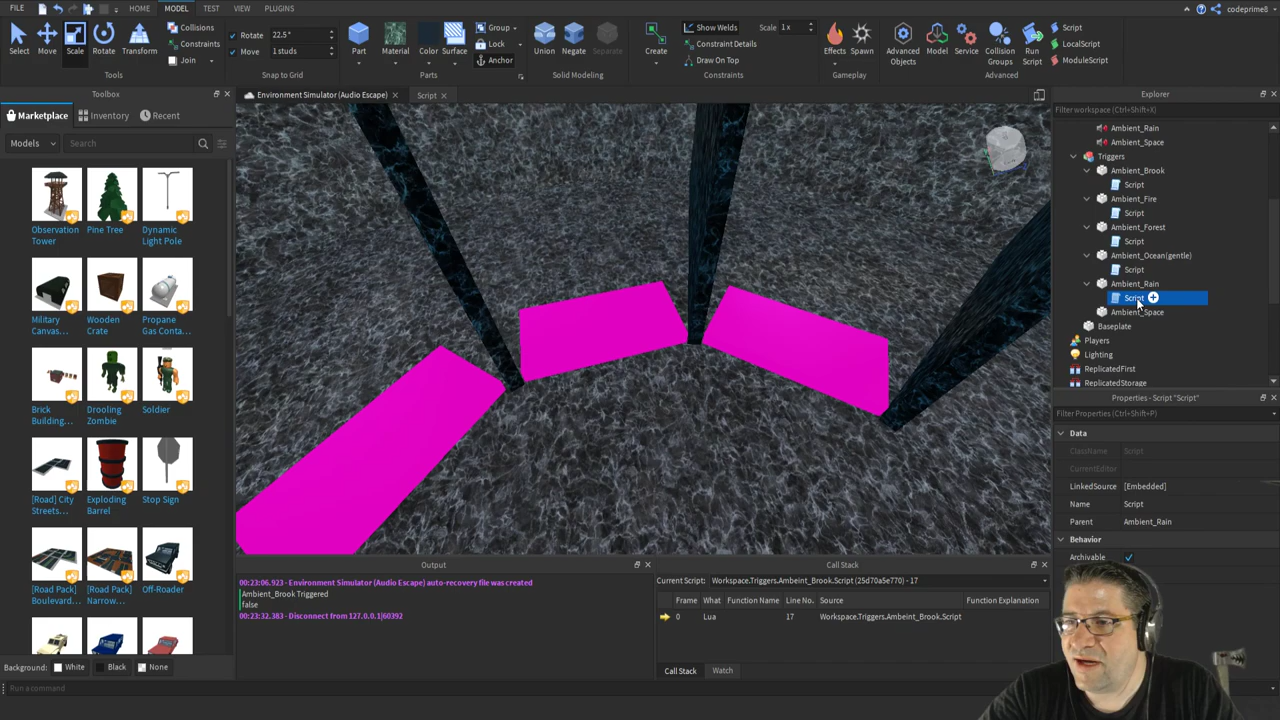 FILE HOME MODEL TEST VIEW PLUGINS codeprime8
Select Move Scale Rotate Transform
Collisions
Constraints
Join
Rotate 22.5°
Move 1 studs
Part Material Color Surface
Group
Lock
Anchor
Union Negate Separate
Create
Show Welds Scale 1 x
Constraint Details
Draw On Top
Effects Spawn
Advanced Objects
Model Service
Collision Groups
Run Script
Script
LocalScript
ModuleScript
Tools Snap to Grid Parts Solid Modeling Constraints Gameplay Advanced
Toolbox
Marketplace Inventory Recent
Models Search
Observation Tower
Pine Tree
Dynamic Light Pole
Military Canvas...
Wooden Crate
Propane Gas Conta...
Brick Building...
Drooling Zombie
Soldier
[Road] City Streets...
Exploding Barrel
Stop Sign
[Road Pack] Boulevard...
[Road Pack] Narrow...
Off-Roader
Background: White Black None
Run a command
Environment Simulator (Audio Escape) Script
Output
00:23:06.923 - Environment Simulator (Audio Escape) auto-recovery file was created
Ambient_Brook Triggered
false
00:23:32.383 - Disconnect from 127.0.0.1|60392
Call Stack
Current Script: Workspace.Triggers.Ambeint_Brook.Script (25d70a5e770) - 17
Frame What Function Name Line No. Source Function Explanation
0 Lua 17 Workspace.Triggers.Ambeint_Brook.Script
Call Stack Watch
Explorer
Filter workspace (Ctrl+Shift+X)
Ambient_Rain
Ambient_Space
Triggers
Ambient_Brook
Script
Ambient_Fire
Script
Ambient_Forest
Script
Ambient_Ocean(gentle)
Script
Ambient_Rain
Script
Ambient_Space
Baseplate
Players
Lighting
ReplicatedFirst
ReplicatedStorage
Properties - Script "Script"
Filter Properties (Ctrl+Shift+P)
Data
ClassName Script
CurrentEditor
LinkedSource [Embedded]
Name Script
Parent Ambient_Rain
Behavior
Archivable